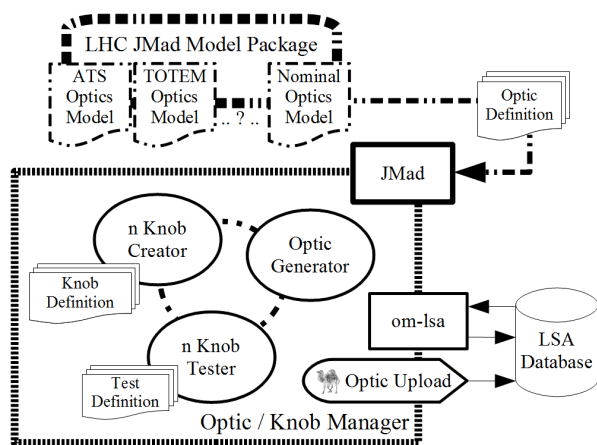 LHC JMad Model Package
ATS
Optics
Model
TOTEM
Optics
Model
.. ? ..
Nominal
Optics
Model
Optic
Definition
JMad
n Knob
Creator
Optic
Generator
Knob
Definition
n Knob
Tester
Test
Definition
om-lsa
LSA
Database
Optic Upload
Optic / Knob Manager